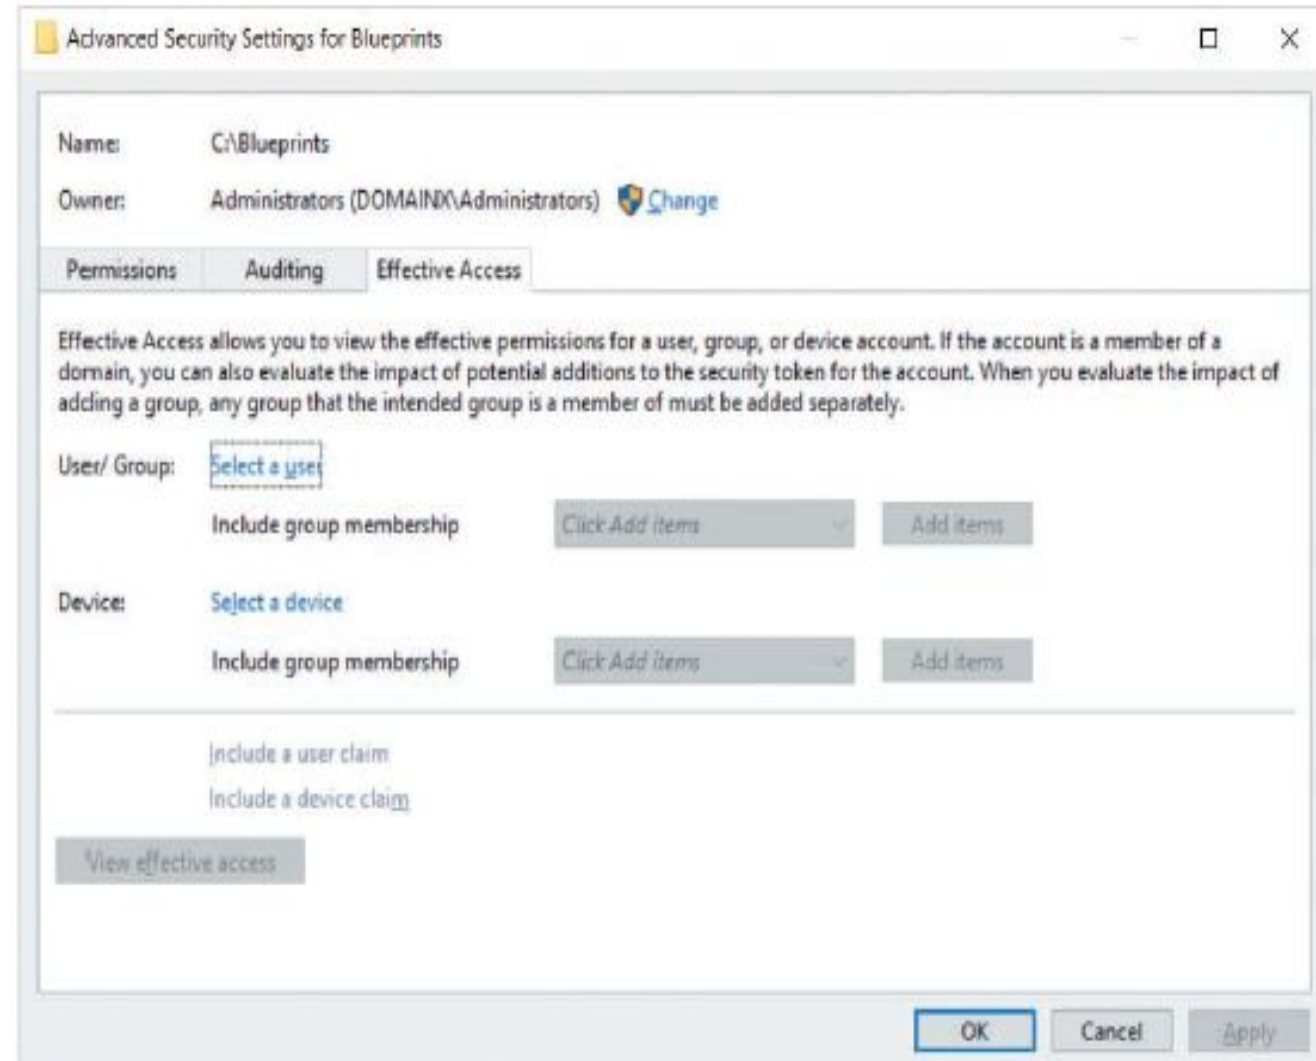 Advanced Security Settings for Blueprints
Name: C:\Blueprints
Owner: Administrators (DOMAINX\Administrators) Change
Permissions Auditing Effective Access
Effective Access allows you to view the effective permissions for a user, group, or device account. If the account is a member of a
domain, you can also evaluate the impact of potential additions to the security token for the account. When you evaluate the impact of
adding a group, any group that the intended group is a member of must be added separately.
User/ Group: Select a user
Include group membership Click Add items Add items
Device: Select a device
Include group membership Click Add items Add items
Include a user claim
Include a device claim
View effective access
OK Cancel Apply